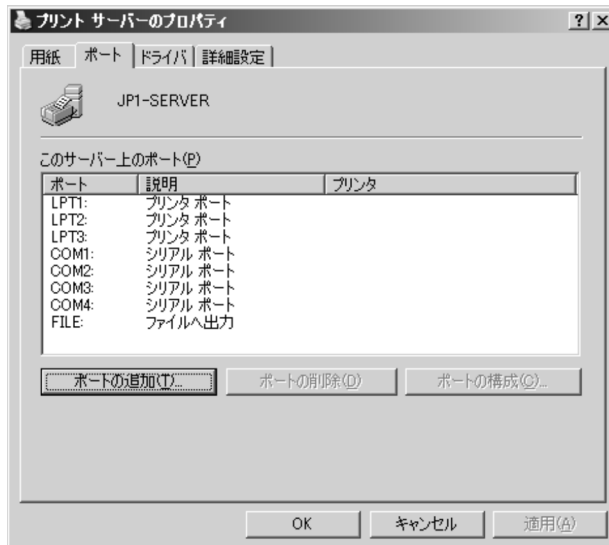 プリント サーバーのプロパティ
? ×
用紙 ポート ドライバ 詳細設定
JP1-SERVER
このサーバー上のポート(P)
ポート 説明 プリンタ
LPT1: プリンタ ポート
LPT2: プリンタ ポート
LPT3: プリンタ ポート
COM1: シリアル ポート
COM2: シリアル ポート
COM3: シリアル ポート
COM4: シリアル ポート
FILE: ファイルへ出力
ポートの追加(T)... ポートの削除(D) ポートの構成(C)...
OK キャンセル 適用(A)